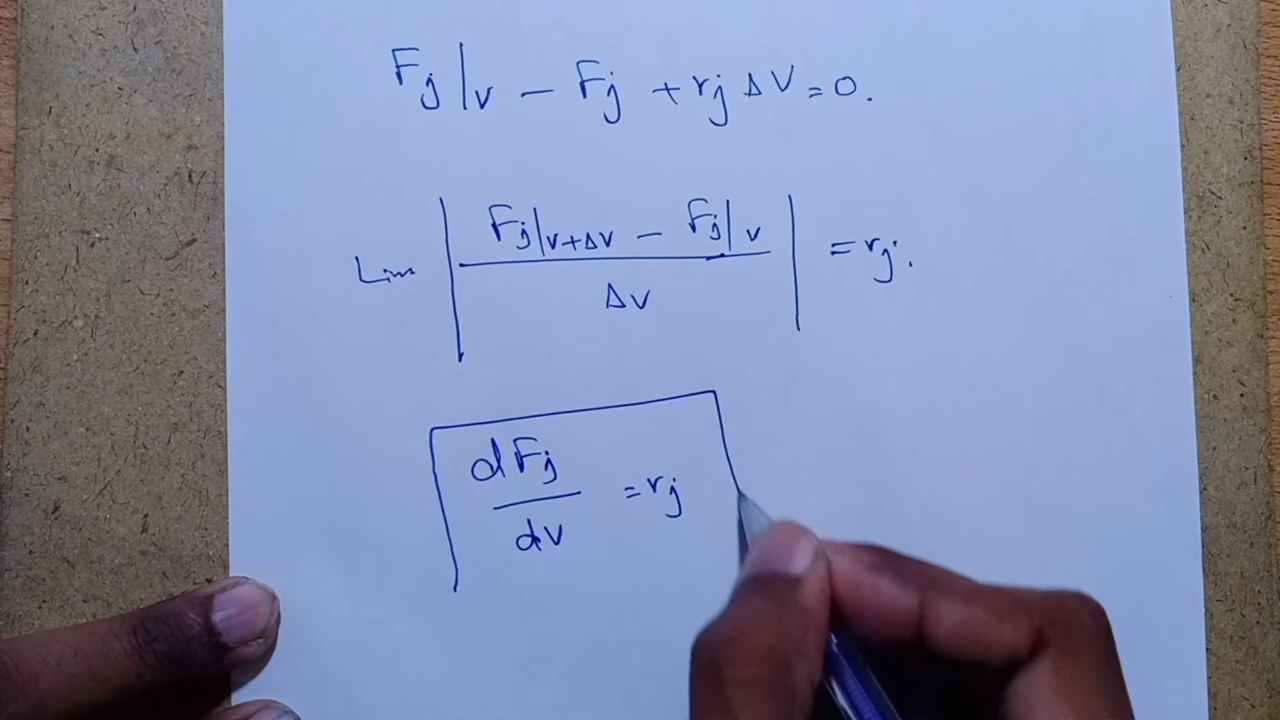 Fj|v − Fj + rj ΔV = 0.
Lim | (Fj|v+Δv − Fj|v) / Δv | = rj.
dFj / dv = rj